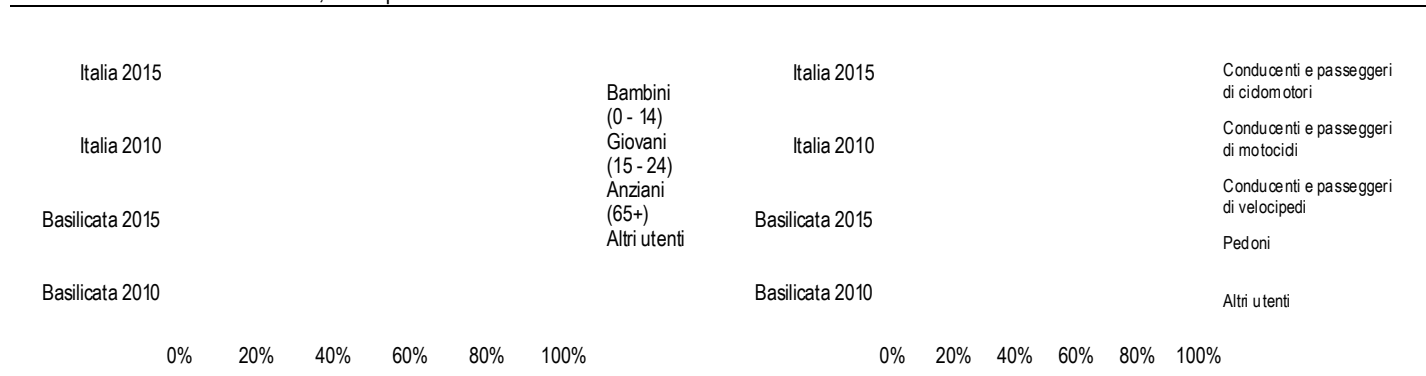 Italia 2015
Italia 2010
Basilicata 2015
Basilicata 2010
0% 20% 40% 60% 80% 100%
Bambini
(0 - 14)
Giovani
(15 - 24)
Anziani
(65+)
Altri utenti
Italia 2015
Italia 2010
Basilicata 2015
Basilicata 2010
0% 20% 40% 60% 80% 100%
Conducenti e passeggeri
di ciclomotori
Conducenti e passeggeri
di motocicli
Conducenti e passeggeri
di velocipedi
Pedoni
Altri utenti